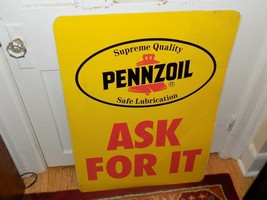 Supreme Quality
PENNZOIL
®
Safe Lubrication
ASK
FOR IT